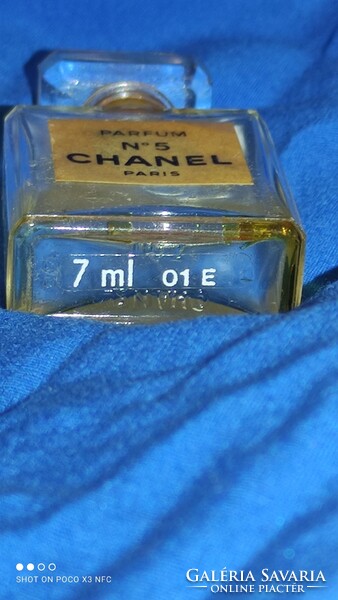 PARFUM
N°5
CHANEL
PARIS
7 ml 01 E
SHOT ON POCO X3 NFC
GALÉRIA SAVARIA
ONLINE PIACTÉR